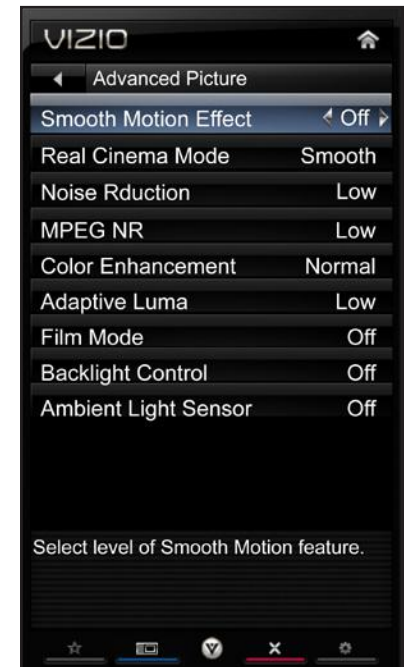 VIZIO
Advanced Picture
Smooth Motion Effect Off
Real Cinema Mode Smooth
Noise Rduction Low
MPEG NR Low
Color Enhancement Normal
Adaptive Luma Low
Film Mode Off
Backlight Control Off
Ambient Light Sensor Off
Select level of Smooth Motion feature.
V